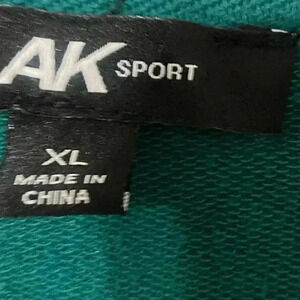 AK SPORT
XL
MADE IN
CHINA